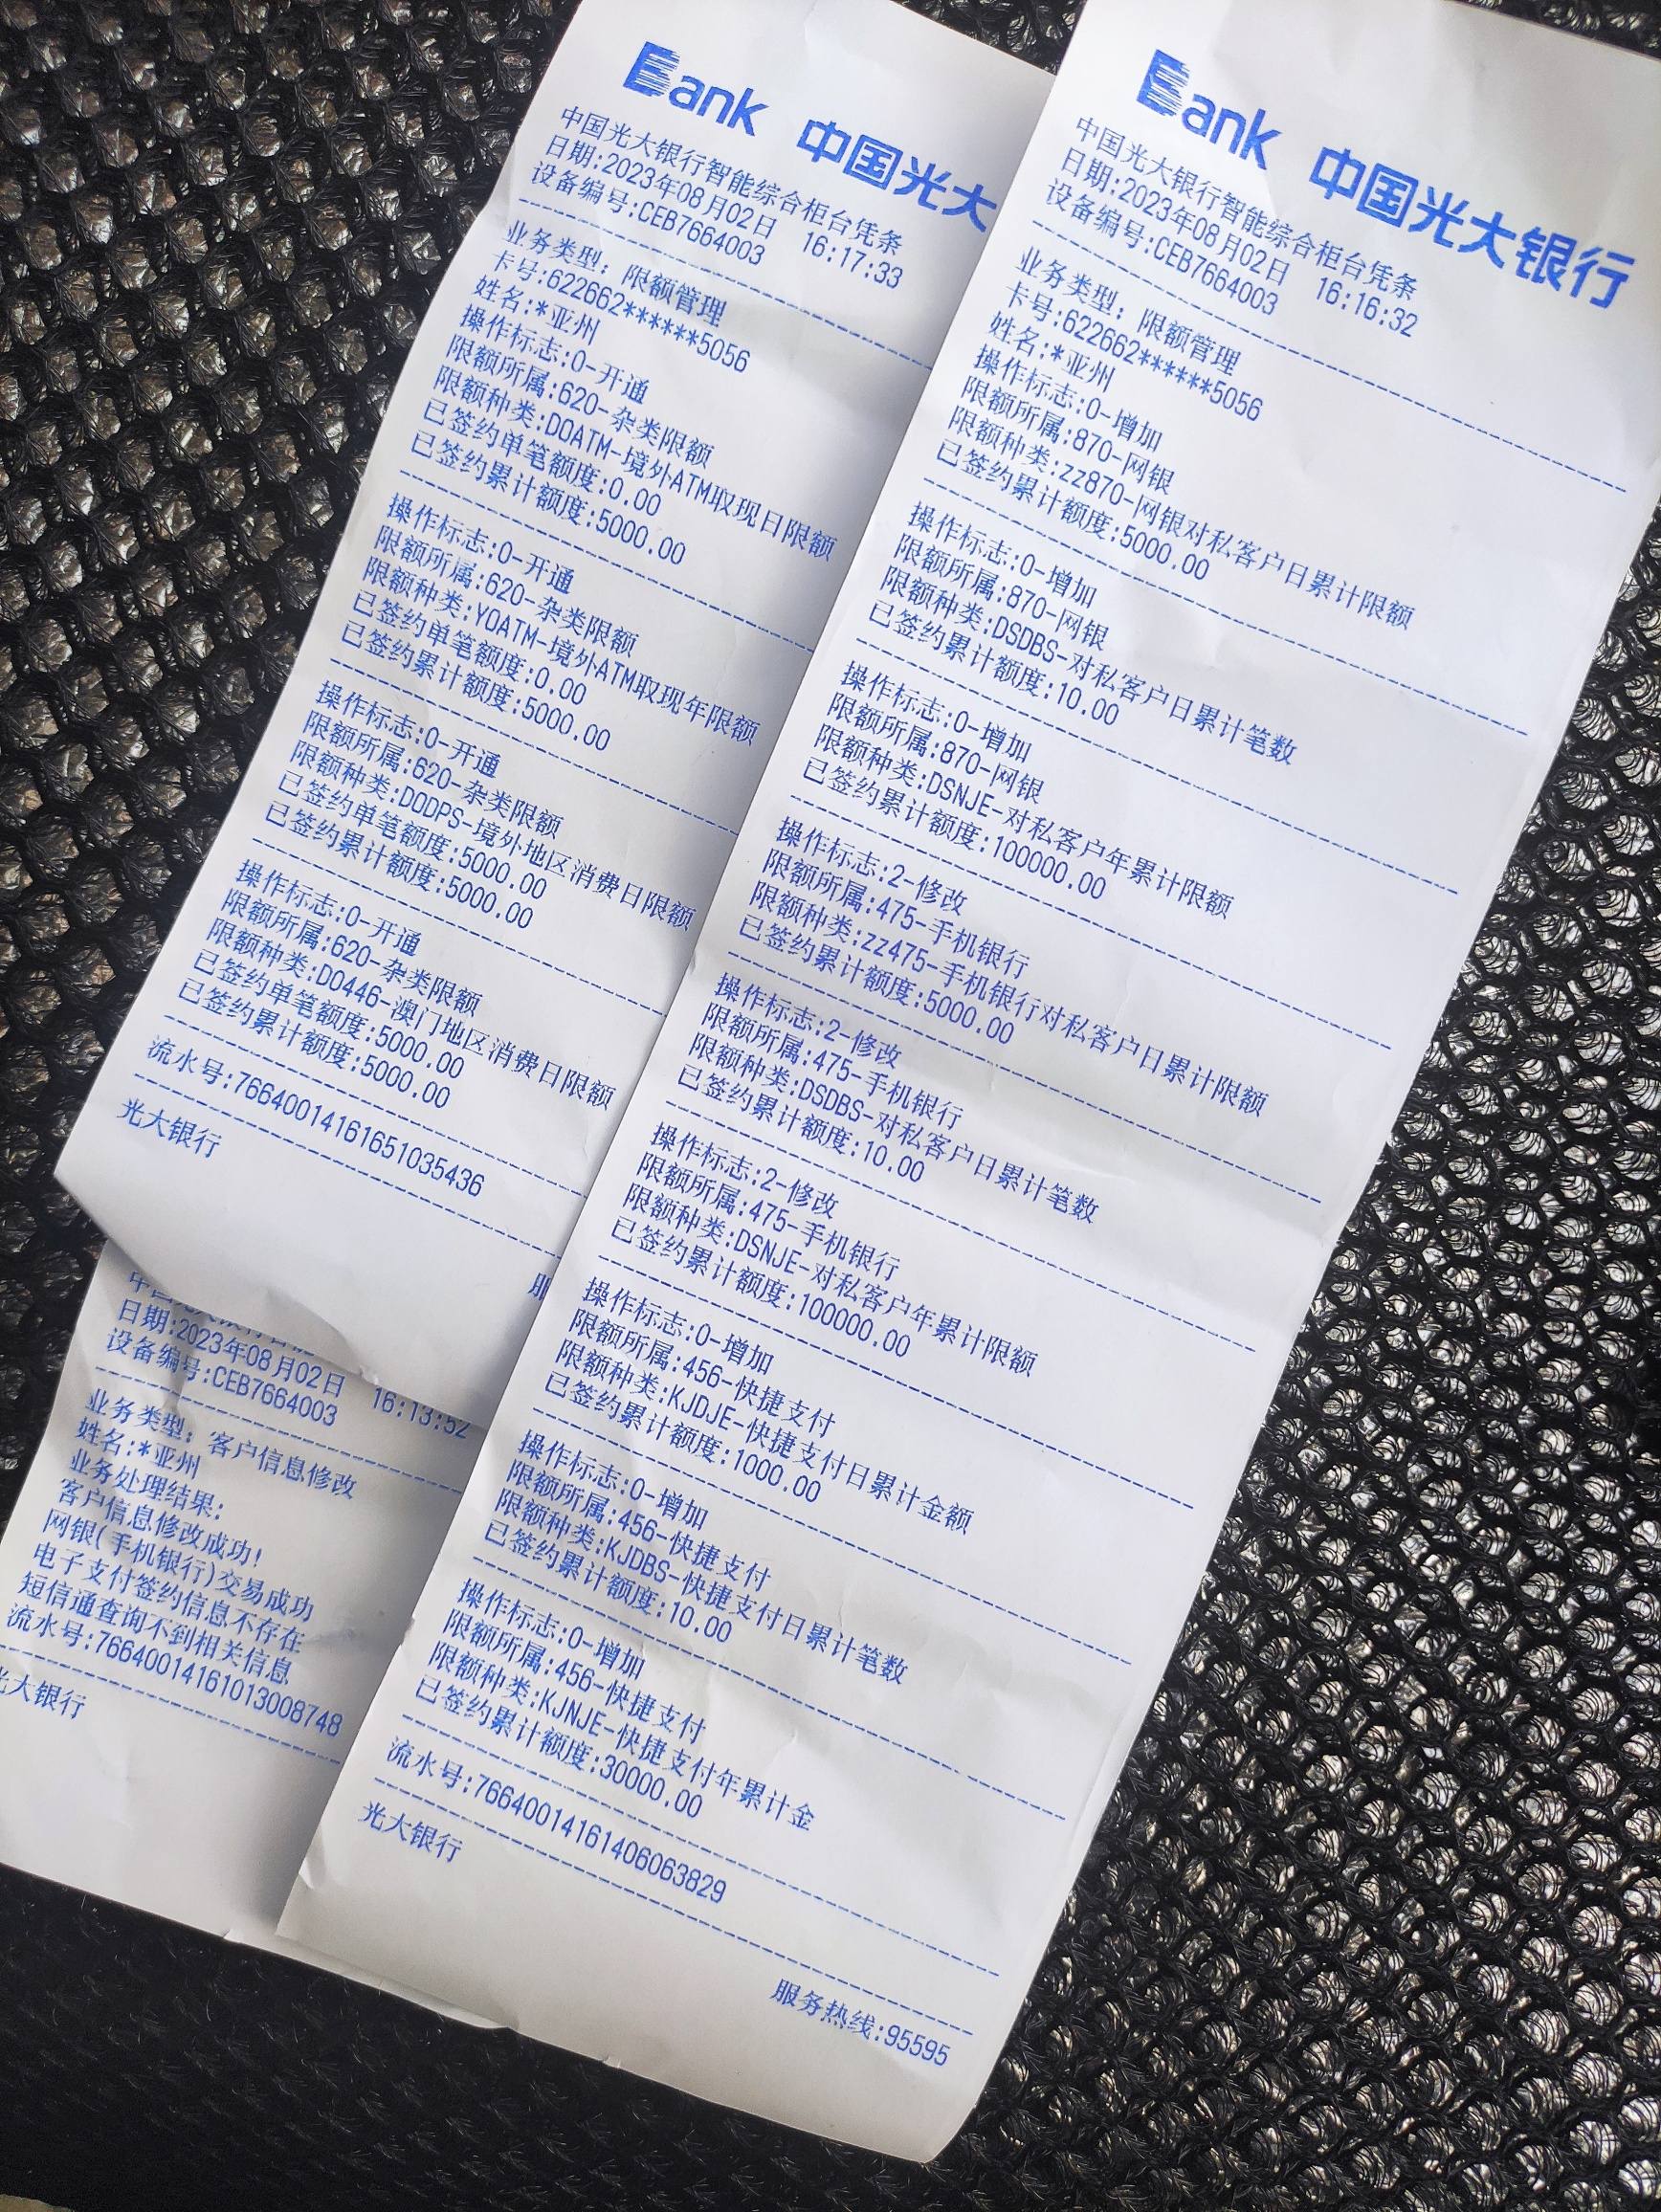 Bank 中国光大
中国光大银行智能综合柜台凭条
日期:2023年08月02日 16:17:33
设备编号:CEB7664003
业务类型: 限额管理
卡号:622662******5056
姓名:*亚州
操作标志:0-开通
限额所属:620-杂类限额
限额种类:DOATM-境外ATM取现日限额
已签约单笔额度:0.00
已签约累计额度:5000.00
操作标志:0-开通
限额所属:620-杂类限额
限额种类:YOATM-境外ATM取现年限额
已签约单笔额度:0.00
已签约累计额度:5000.00
操作标志:0-开通
限额所属:620-杂类限额
限额种类:DODPS-境外地区消费日限额
已签约单笔额度:5000.00
已签约累计额度:5000.00
操作标志:0-开通
限额所属:620-杂类限额
限额种类:DO446-澳门地区消费日限额
已签约单笔额度:5000.00
已签约累计额度:5000.00
流水号:76640014161651035436
光大银行
日期:2023年08月02日 16:13:52
设备编号:CEB7664003
业务类型: 客户信息修改
姓名:*亚州
业务处理结果:
客户信息修改成功!
网银(手机银行)交易成功
电子支付签约信息不存在
短信通查询不到相关信息
流水号:76640014161013008748
光大银行
Bank 中国光大银行
中国光大银行智能综合柜台凭条
日期:2023年08月02日 16:16:32
设备编号:CEB7664003
业务类型: 限额管理
卡号:622662******5056
姓名:*亚州
操作标志:0-增加
限额所属:870-网银
限额种类:zz870-网银对私客户日累计限额
已签约累计额度:5000.00
操作标志:0-增加
限额所属:870-网银
限额种类:DSDBS-对私客户日累计笔数
已签约累计额度:10.00
操作标志:0-增加
限额所属:870-网银
限额种类:DSNJE-对私客户年累计限额
已签约累计额度:100000.00
操作标志:2-修改
限额所属:475-手机银行
限额种类:zz475-手机银行对私客户日累计限额
已签约累计额度:5000.00
操作标志:2-修改
限额所属:475-手机银行
限额种类:DSDBS-对私客户日累计笔数
已签约累计额度:10.00
操作标志:2-修改
限额所属:475-手机银行
限额种类:DSNJE-对私客户年累计限额
已签约累计额度:100000.00
操作标志:0-增加
限额所属:456-快捷支付
限额种类:KJDJE-快捷支付日累计金额
已签约累计额度:1000.00
操作标志:0-增加
限额所属:456-快捷支付
限额种类:KJDBS-快捷支付日累计笔数
已签约累计额度:10.00
操作标志:0-增加
限额所属:456-快捷支付
限额种类:KJNJE-快捷支付年累计金
已签约累计额度:30000.00
流水号:76640014161406063829
光大银行
服务热线:95595